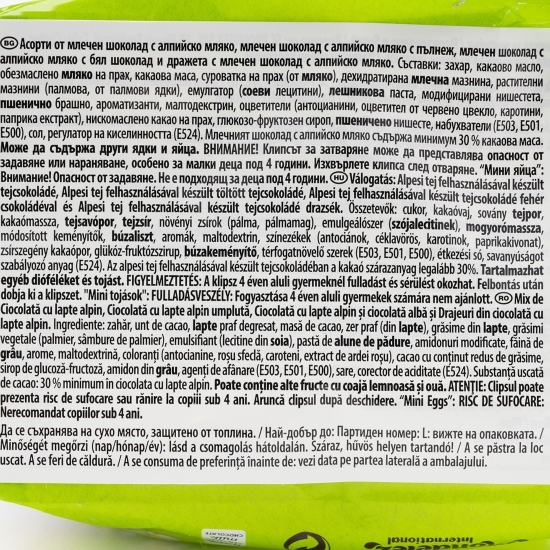 BG Асорти от млечен шоколад с алпийско мляко, млечен шоколад с алпийско мляко с пълнеж, млечен шоколад с
алпийско мляко с бял шоколад и дражета с млечен шоколад с алпийско мляко. Съставки: захар, какаово масло,
обезмаслено мляко на прах, какаова маса, суроватка на прах (от мляко), дехидратирана млечна мазнина, растителни
мазнини (палмова, от палмови ядки), емулгатор (соеви лецитини), лешникова паста, модифицирани нишестета,
пшенично брашно, ароматизанти, малтодекстрин, оцветители (антоцианини, оцветител от червено цвекло, каротини,
паприка екстракт), нискомаслено какао на прах, глюкозо-фруктозен сироп, пшеничено нишесте, набухватели (E503, E501,
E500), сол, регулатор на киселинността (E524). Млечният шоколад с алпийско мляко съдържа минимум 30 % какаова маса.
Може да съдържа други ядки и яйца. ВНИМАНИЕ! Клипсът за затваряне може да представлява опасност от
задавяне или нараняване, особено за малки деца под 4 години. Изхвърлете клипса след отваряне. “Мини яйца”:
Внимание! Опасност от задавяне. Не е подходящ за деца под 4 години. HU Válogatás: Alpesi tej felhasználásával készült
tejcsokoládé, Alpesi tej felhasználásával készült töltött tejcsokoládé, Alpesi tej felhasználásával készült tejcsokoládé fehér
csokoládéval és Alpesi tej felhasználásával készült tejcsokoládé drazsék. Összetevők: cukor, kakaóvaj, sovány tejpor,
kakaómassza, tejsavópor, tejzsír, növényi zsírok (pálma, pálmamag), emulgeálószer (szójalecitinek), mogyorómassza,
módosított keményítők, búzaliszt, aromák, maltodextrin, színezékek (antociánok, céklavörös, karotinok, paprikakivonat),
zsírszegény kakaópor, glükóz-fruktózszirup, búzakeményítő, térfogatnövelő szerek (E503, E501, E500), étkezési só, savanyúságot
szabályozó anyag (E524). Az alpesi tej felhasználásával készült tejcsokoládéban a kakaó szárazanyag legalább 30%. Tartalmazhat
egyéb dióféléket és tojást. FIGYELMEZTETÉS: A klipsz 4 éven aluli gyermeknél fulladást és sérülést okozhat. Felbontás után
dobja ki a klipszet. "Mini tojások": FULLADÁSVESZÉLY: Fogyasztása 4 éven aluli gyermekek számára nem ajánlott. RO Mix de
Ciocolată cu lapte alpin, Ciocolată cu lapte alpin umplută, Ciocolată cu lapte alpin și ciocolată albă și Drajeuri din ciocolată cu
lapte alpin. Ingrediente: zahăr, unt de cacao, lapte praf degresat, masă de cacao, zer praf (din lapte), grăsime din lapte, grăsimi
vegetale (palmier, sâmbure de palmier), emulsifiant (lecitine din soia), pastă de alune de pădure, amidonuri modificate, făină de
grâu, arome, maltodextrină, coloranți (antocianine, roșu sfeclă, caroteni, extract de ardei roșu), cacao cu conținut redus de grăsime,
sirop de glucoză-fructoză, amidon din grâu, agenți de afânare (E503, E501, E500), sare, corector de aciditate (E524). Substanță uscată
de cacao: 30 % minimum în ciocolata cu lapte alpin. Poate conține alte fructe cu coajă lemnoasă și ouă. ATENȚIE: Clipsul poate
prezenta risc de sufocare sau rănire la copiii sub 4 ani. Aruncă clipsul după deschidere. “Mini Eggs”: RISC DE SUFOCARE:
Nerecomandat copiilor sub 4 ani.
Да се съхранява на сухо място, защитено от топлина. / Най-добър до: Партиден номер: L: вижте на опаковката. /
Minőségét megőrzi (nap/hónap/év): lásd a csomagolás hátoldalán. Száraz, hűvös helyen tartandó! / A se păstra la loc
uscat. A se feri de căldură. / A se consuma de preferință înainte de: vezi data pe partea laterală a ambalajului.
Mondelēz
International